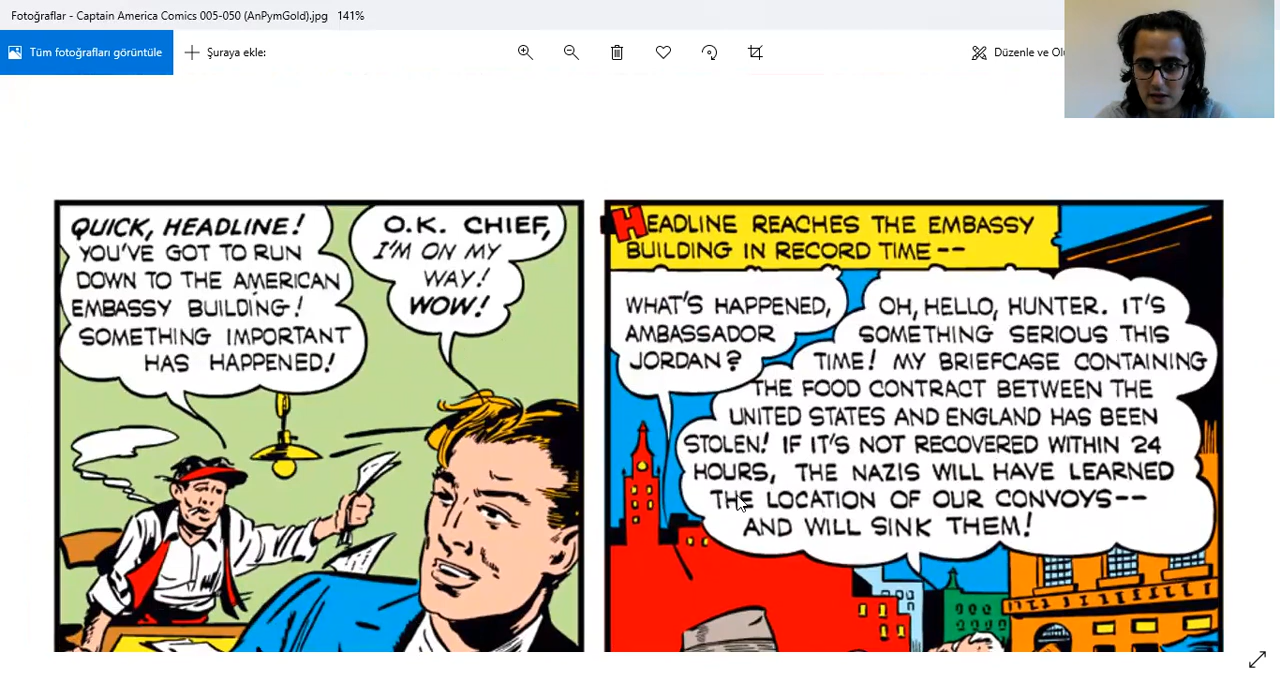 Fotoğraflar - Captain America Comics 005-050 (AnPymGold).jpg 141%
Tüm fotoğrafları görüntüle
Şuraya ekle:
Düzenle ve Olu
QUICK, HEADLINE!
YOU'VE GOT TO RUN
DOWN TO THE AMERICAN
EMBASSY BUILDING!
SOMETHING IMPORTANT
HAS HAPPENED!
O.K. CHIEF,
I'M ON MY
WAY!
WOW!
HEADLINE REACHES THE EMBASSY
BUILDING IN RECORD TIME--
WHAT'S HAPPENED,
AMBASSADOR
JORDAN?
OH, HELLO, HUNTER. IT'S
SOMETHING SERIOUS THIS
TIME! MY BRIEFCASE CONTAINING
THE FOOD CONTRACT BETWEEN THE
UNITED STATES AND ENGLAND HAS BEEN
STOLEN! IF IT'S NOT RECOVERED WITHIN 24
HOURS, THE NAZIS WILL HAVE LEARNED
THE LOCATION OF OUR CONVOYS--
AND WILL SINK THEM!